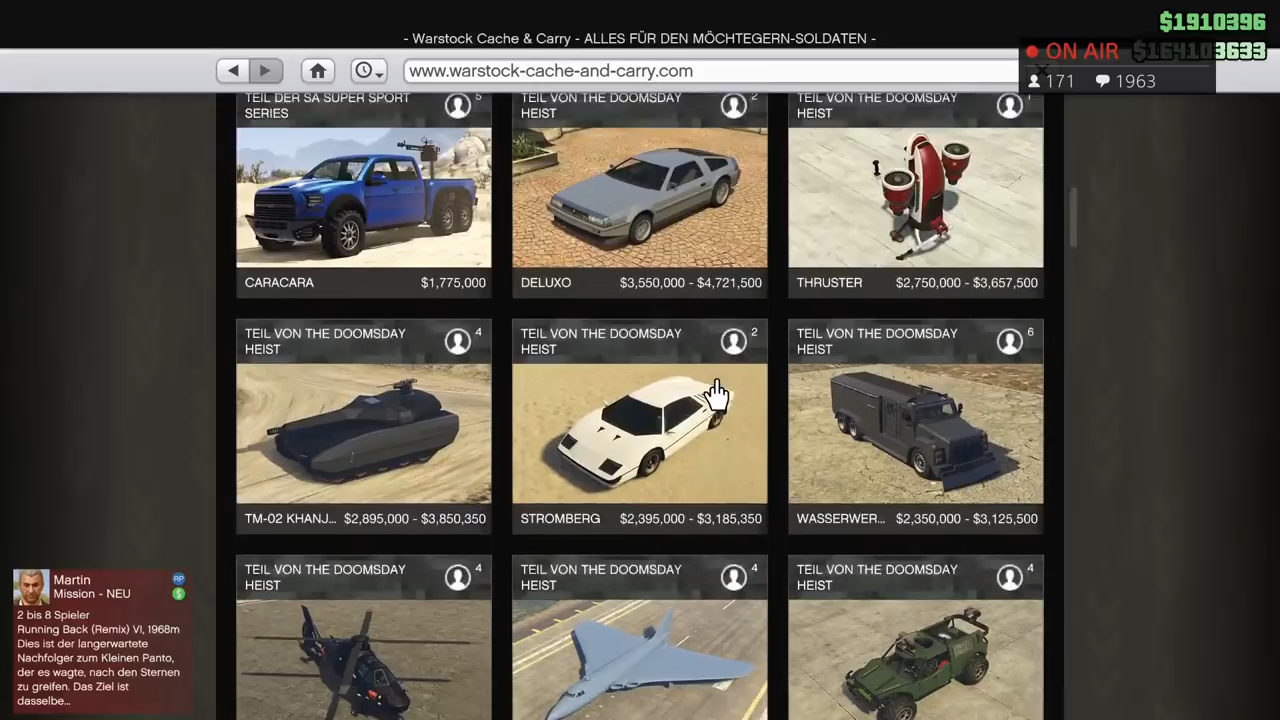 $1910396
- Warstock Cache & Carry - ALLES FÜR DEN MÖCHTEGERN-SOLDATEN -
ON AIR
$164103633
www.warstock-cache-and-carry.com
171 1963
TEIL DER SA SUPER SPORT
SERIES
5
TEIL VON THE DOOMSDAY
HEIST
2
TEIL VON THE DOOMSDAY
HEIST
1
CARACARA $1,775,000
DELUXO $3,550,000 - $4,721,500
THRUSTER $2,750,000 - $3,657,500
TEIL VON THE DOOMSDAY
HEIST
4
TEIL VON THE DOOMSDAY
HEIST
2
TEIL VON THE DOOMSDAY
HEIST
6
TM-02 KHANJ... $2,895,000 - $3,850,350
STROMBERG $2,395,000 - $3,185,350
WASSERWER... $2,350,000 - $3,125,500
TEIL VON THE DOOMSDAY
HEIST
4
TEIL VON THE DOOMSDAY
HEIST
4
TEIL VON THE DOOMSDAY
HEIST
4
Martin RP
Mission - NEU $
2 bis 8 Spieler
Running Back (Remix) VI, 1968m
Dies ist der langerwartete
Nachfolger zum Kleinen Panto,
der es wagte, nach den Sternen
zu greifen. Das Ziel ist
dasselbe...